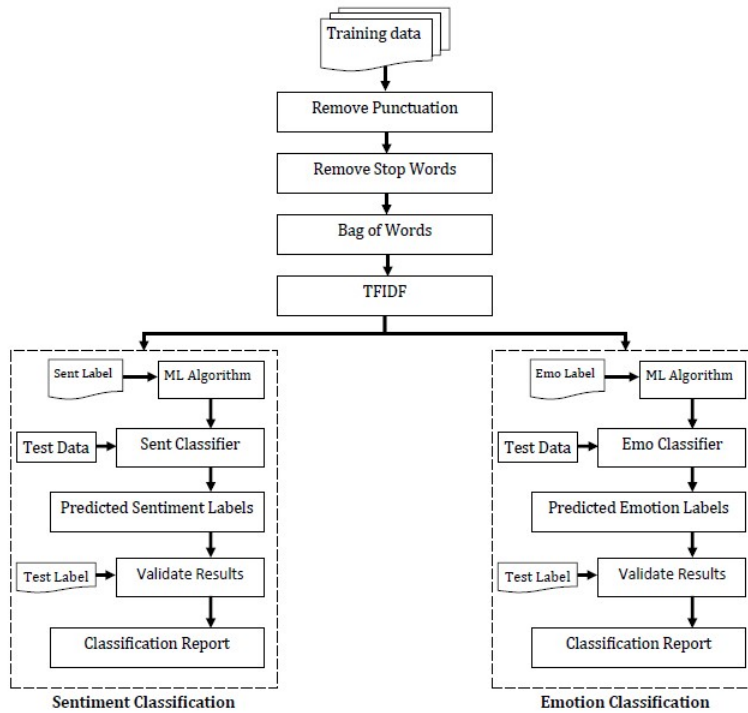 Training data
Remove Punctuation
Remove Stop Words
Bag of Words
TFIDF
Sent Label
ML Algorithm
Test Data
Sent Classifier
Predicted Sentiment Labels
Test Label
Validate Results
Classification Report
Sentiment Classification
Emo Label
ML Algorithm
Test Data
Emo Classifier
Predicted Emotion Labels
Test Label
Validate Results
Classification Report
Emotion Classification